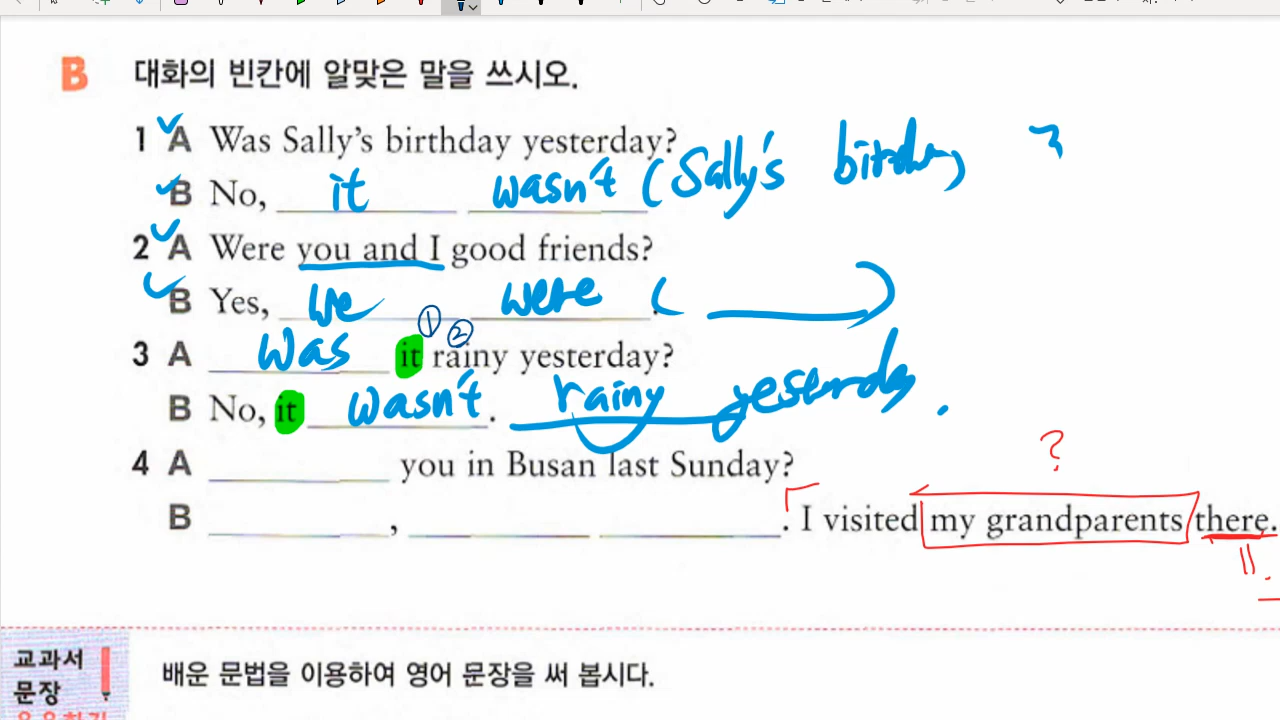 B 대화의 빈칸에 알맞은 말을 쓰시오.
1 A Was Sally's birthday yesterday?
B No, it wasn't (Sally's
2 A Were you and I good friends?
B Yes, we were ( )
① ②
3 A was it rainy yesterday?
B No, it wasn't. rainy yesterday.
4 A you in Busan last Sunday?
?
B , . I visited my grandparents there.
교과서
문장
배운 문법을 이용하여 영어 문장을 써 봅시다.